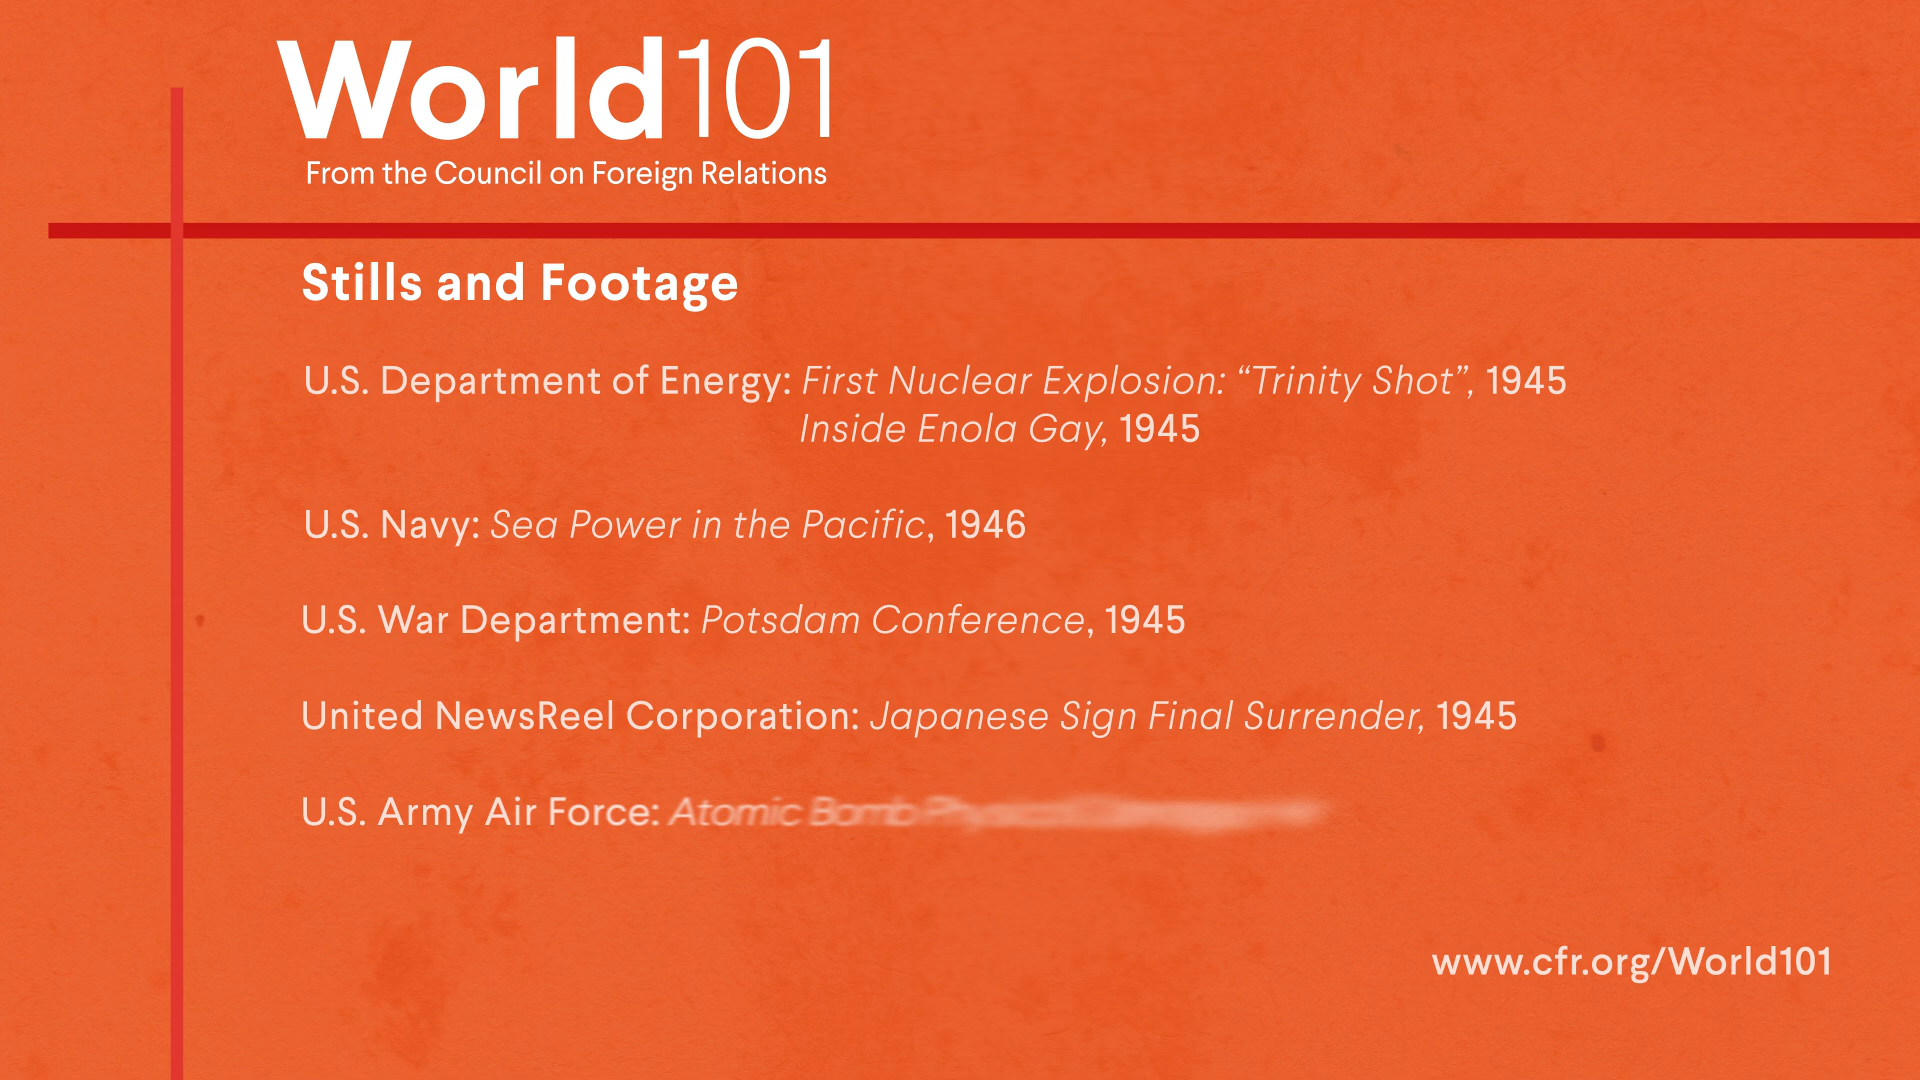 World101
From the Council on Foreign Relations
Stills and Footage
U.S. Department of Energy: First Nuclear Explosion: “Trinity Shot”, 1945
Inside Enola Gay, 1945
U.S. Navy: Sea Power in the Pacific, 1946
U.S. War Department: Potsdam Conference, 1945
United NewsReel Corporation: Japanese Sign Final Surrender, 1945
U.S. Army Air Force: Atomic Bomb
www.cfr.org/World101